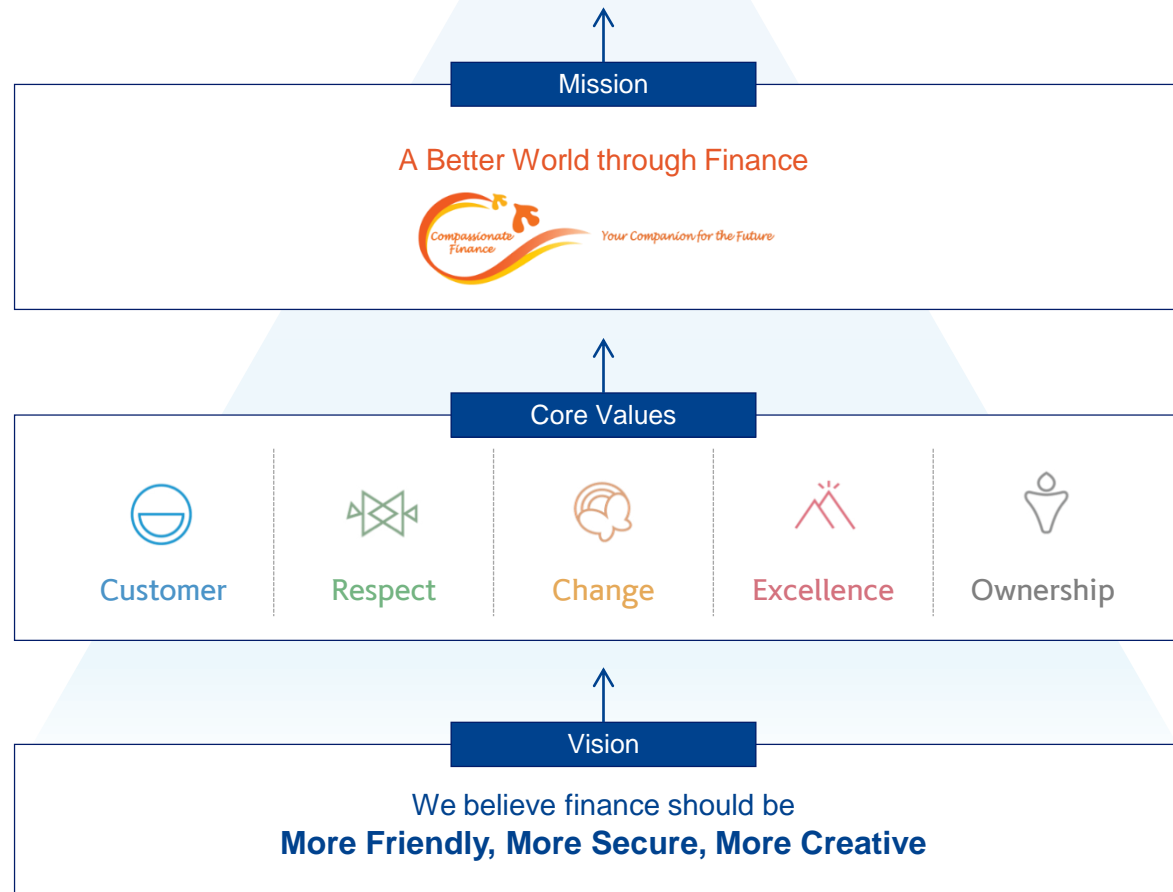 Mission
A Better World through Finance
Compassionate
Finance
Your Companion for the Future
Core Values
Customer
Respect
Change
Excellence
Ownership
Vision
We believe finance should be
More Friendly, More Secure, More Creative